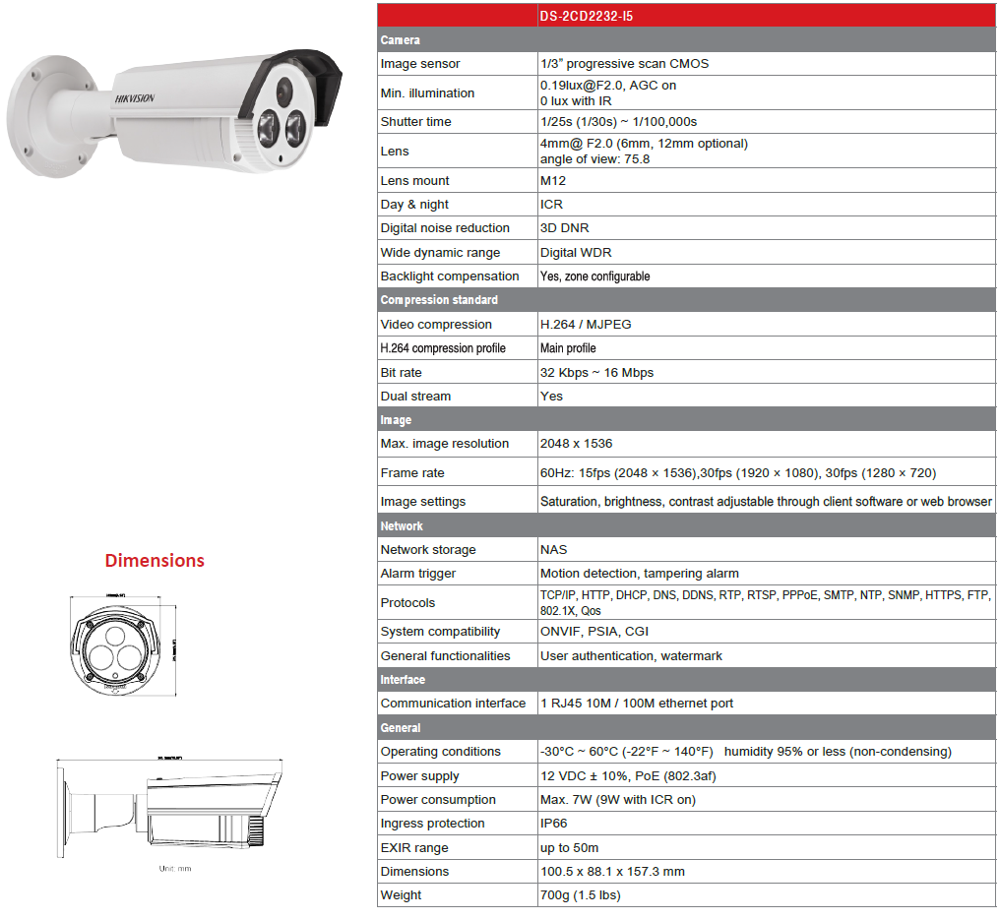 HIKVISION
DS-2CD2232-I5
Camera
Image sensor 1/3” progressive scan CMOS
Min. illumination 0.19lux@F2.0, AGC on
0 lux with IR
Shutter time 1/25s (1/30s) ~ 1/100,000s
Lens 4mm@ F2.0 (6mm, 12mm optional)
angle of view: 75.8
Lens mount M12
Day & night ICR
Digital noise reduction 3D DNR
Wide dynamic range Digital WDR
Backlight compensation Yes, zone configurable
Compression standard
Video compression H.264 / MJPEG
H.264 compression profile Main profile
Bit rate 32 Kbps ~ 16 Mbps
Dual stream Yes
Image
Max. image resolution 2048 x 1536
Frame rate 60Hz: 15fps (2048 × 1536),30fps (1920 × 1080), 30fps (1280 × 720)
Image settings Saturation, brightness, contrast adjustable through client software or web browser
Network
Network storage NAS
Alarm trigger Motion detection, tampering alarm
Protocols TCP/IP, HTTP, DHCP, DNS, DDNS, RTP, RTSP, PPPoE, SMTP, NTP, SNMP, HTTPS, FTP,
802.1X, Qos
System compatibility ONVIF, PSIA, CGI
General functionalities User authentication, watermark
Interface
Communication interface 1 RJ45 10M / 100M ethernet port
General
Operating conditions -30°C ~ 60°C (-22°F ~ 140°F) humidity 95% or less (non-condensing)
Power supply 12 VDC ± 10%, PoE (802.3af)
Power consumption Max. 7W (9W with ICR on)
Ingress protection IP66
EXIR range up to 50m
Dimensions 100.5 x 88.1 x 157.3 mm
Weight 700g (1.5 lbs)
Dimensions
Unit: mm